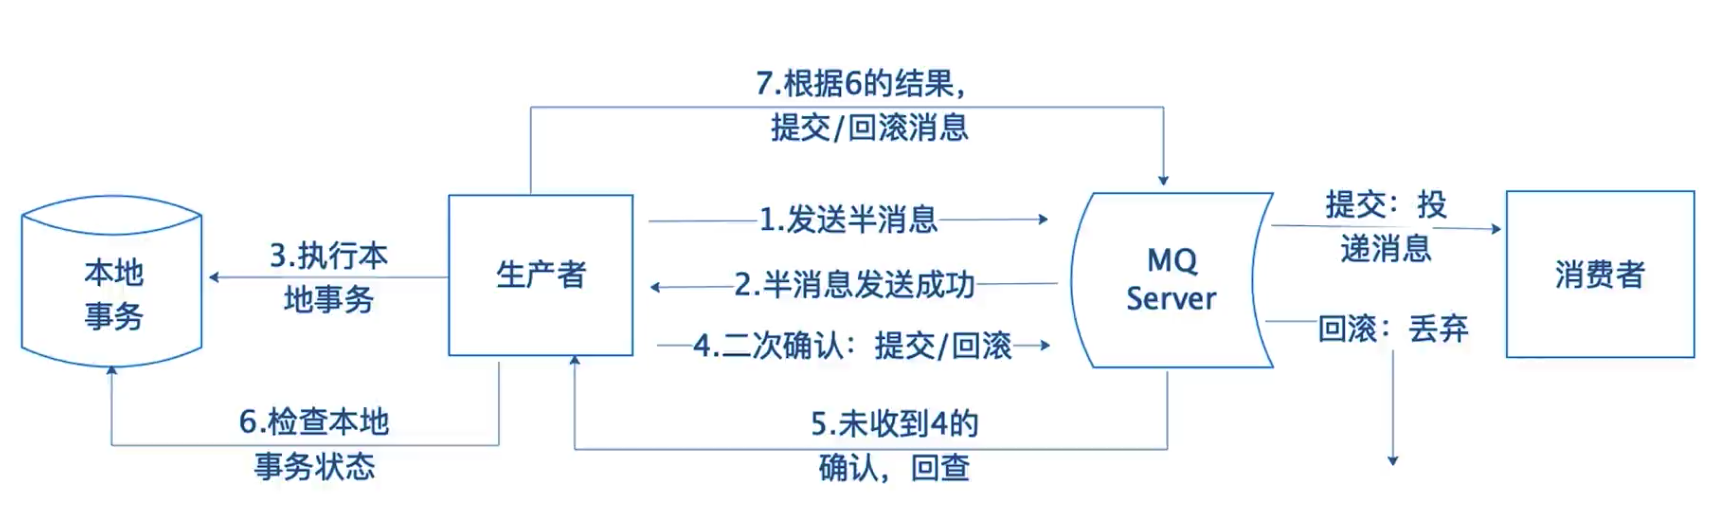 7.根据6的结果，
提交/回滚消息
1.发送半消息
提交：投
递消息
3.执行本
地事务
本地
事务
生产者
2.半消息发送成功
MQ
Server
消费者
4.二次确认：提交/回滚
回滚：丢弃
6.检查本地
事务状态
5.未收到4的
确认，回查